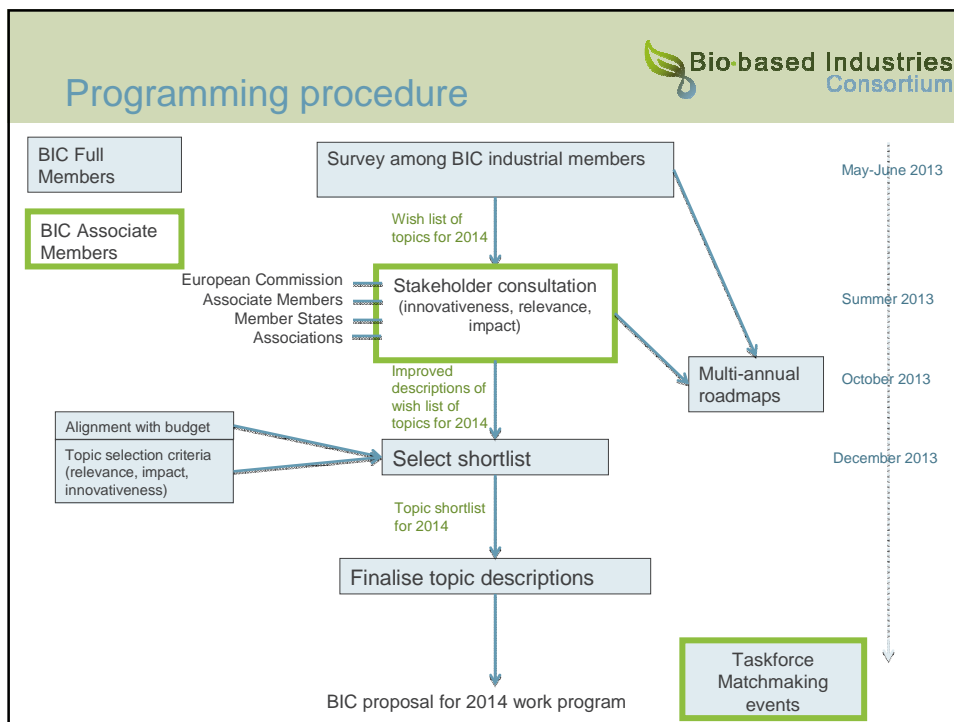 Bio-based Industries
Consortium
Programming procedure
BIC Full
Members
BIC Associate
Members
Survey among BIC industrial members
May-June 2013
Wish list of
topics for 2014
European Commission
Associate Members
Member States
Associations
Stakeholder consultation
(innovativeness, relevance,
impact)
Summer 2013
Improved
descriptions of
wish list of
topics for 2014
Multi-annual
roadmaps
October 2013
Alignment with budget
Topic selection criteria
(relevance, impact,
innovativeness)
Select shortlist
December 2013
Topic shortlist
for 2014
Finalise topic descriptions
BIC proposal for 2014 work program
Taskforce
Matchmaking
events